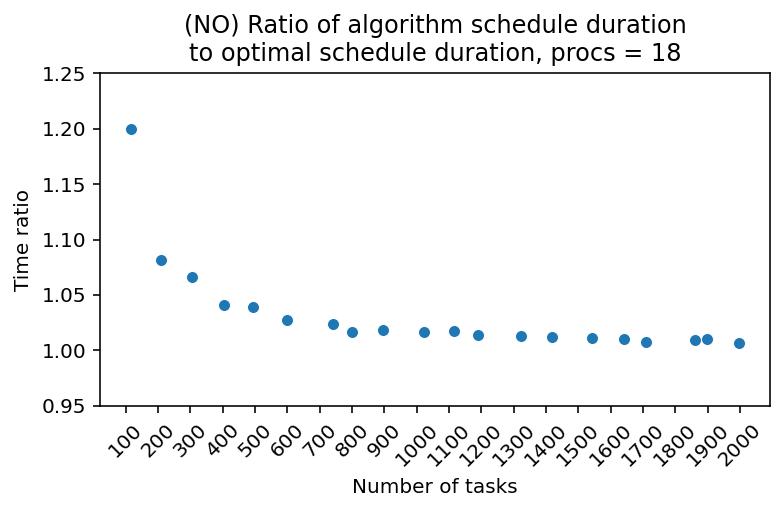 (NO) Ratio of algorithm schedule duration
to optimal schedule duration, procs = 18
1.25
1.20
1.15
1.10
1.05
1.00
0.95
Time ratio
100 200 300 400 500 600 700 800 900 1000 1100 1200 1300 1400 1500 1600 1700 1800 1900 2000
Number of tasks